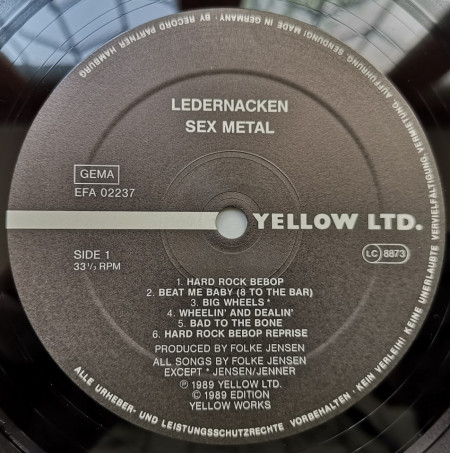 LEDERNACKEN
SEX METAL
GEMA
EFA 02237
YELLOW LTD.
SIDE 1
33 1/3 RPM
LC 8873
1. HARD ROCK BEBOP
2. BEAT ME BABY (8 TO THE BAR)
3. BIG WHEELS *
4. WHEELIN' AND DEALIN'
5. BAD TO THE BONE
6. HARD ROCK BEBOP REPRISE
PRODUCED BY FOLKE JENSEN
ALL SONGS BY FOLKE JENSEN
EXCEPT * JENSEN/JENNER
℗ 1989 YELLOW LTD.
© 1989 EDITION
YELLOW WORKS
ALLE URHEBER- UND LEISTUNGSSCHUTZRECHTE VORBEHALTEN · KEIN VERLEIH! KEINE UNERLAUBTE VERVIELFÄLTIGUNG, VERMIETUNG, AUFFÜHRUNG, SENDUNG! MADE IN GERMANY BY RECORD PARTNER HAMBURG